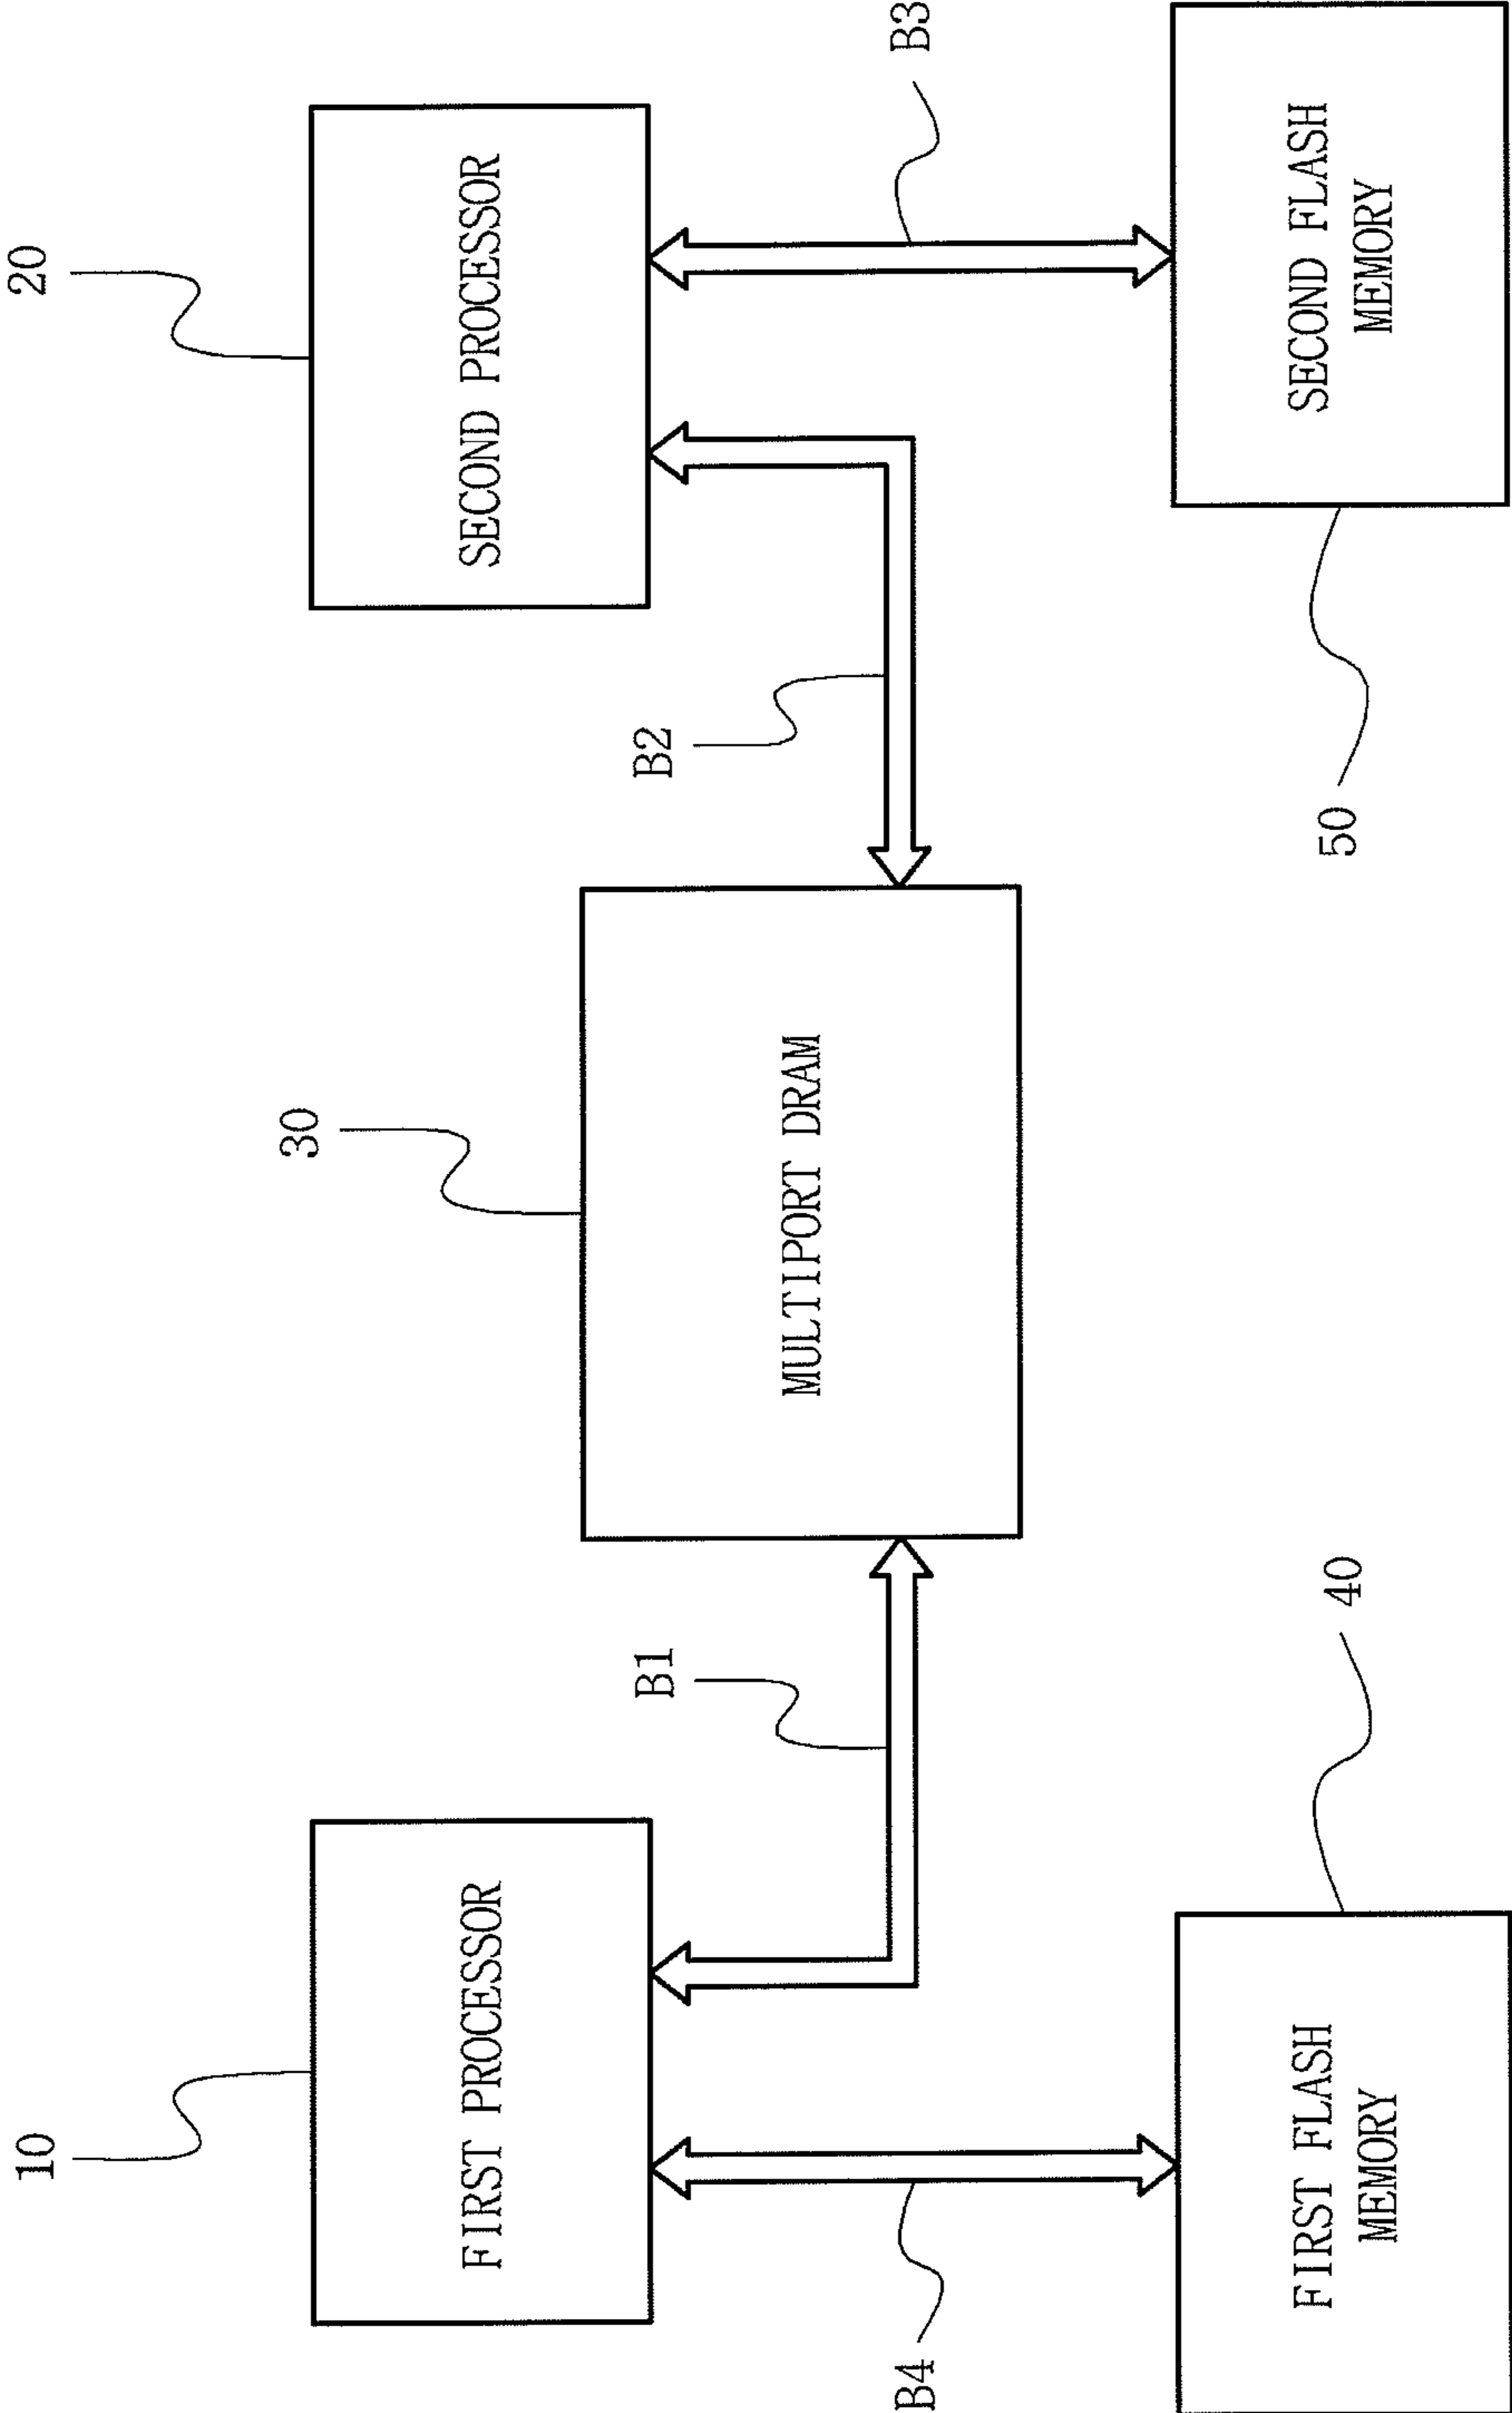 10
20
30
FIRST PROCESSOR
SECOND PROCESSOR
B1
B2
MULTIPORT DRAM
B4
B3
40
50
FIRST FLASH
MEMORY
SECOND FLASH
MEMORY